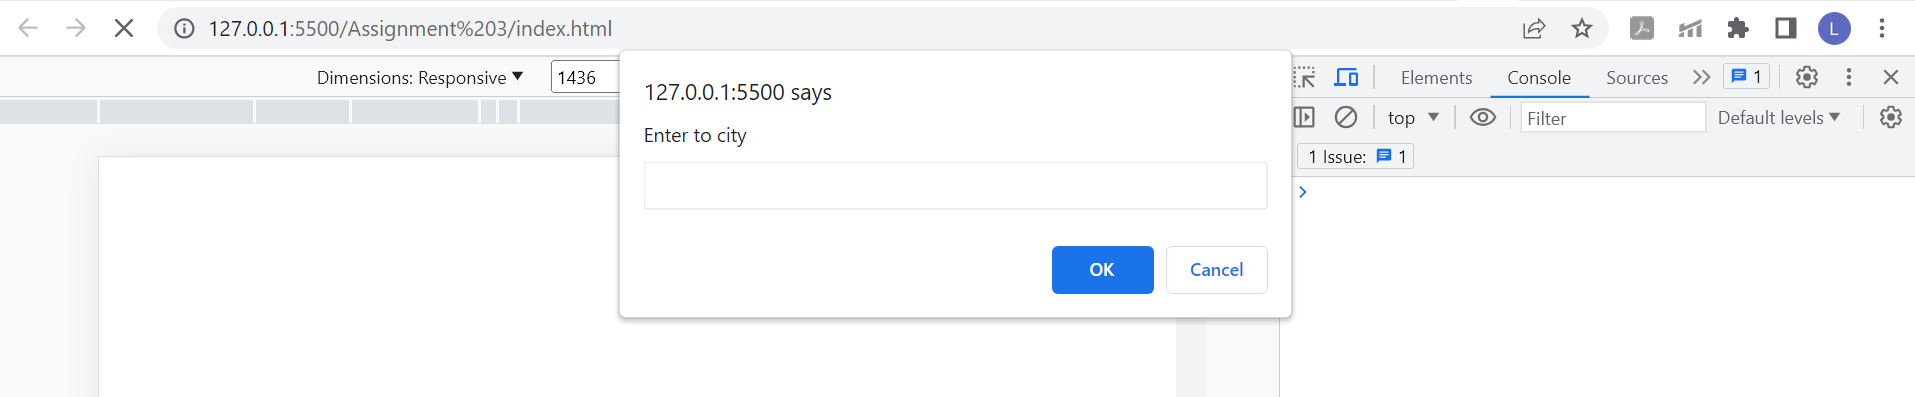 127.0.0.1:5500/Assignment%203/index.html
L
Dimensions: Responsive
1436
127.0.0.1:5500 says
Enter to city
OK
Cancel
Elements
Console
Sources
1
top
Filter
Default levels
1 Issue:
1